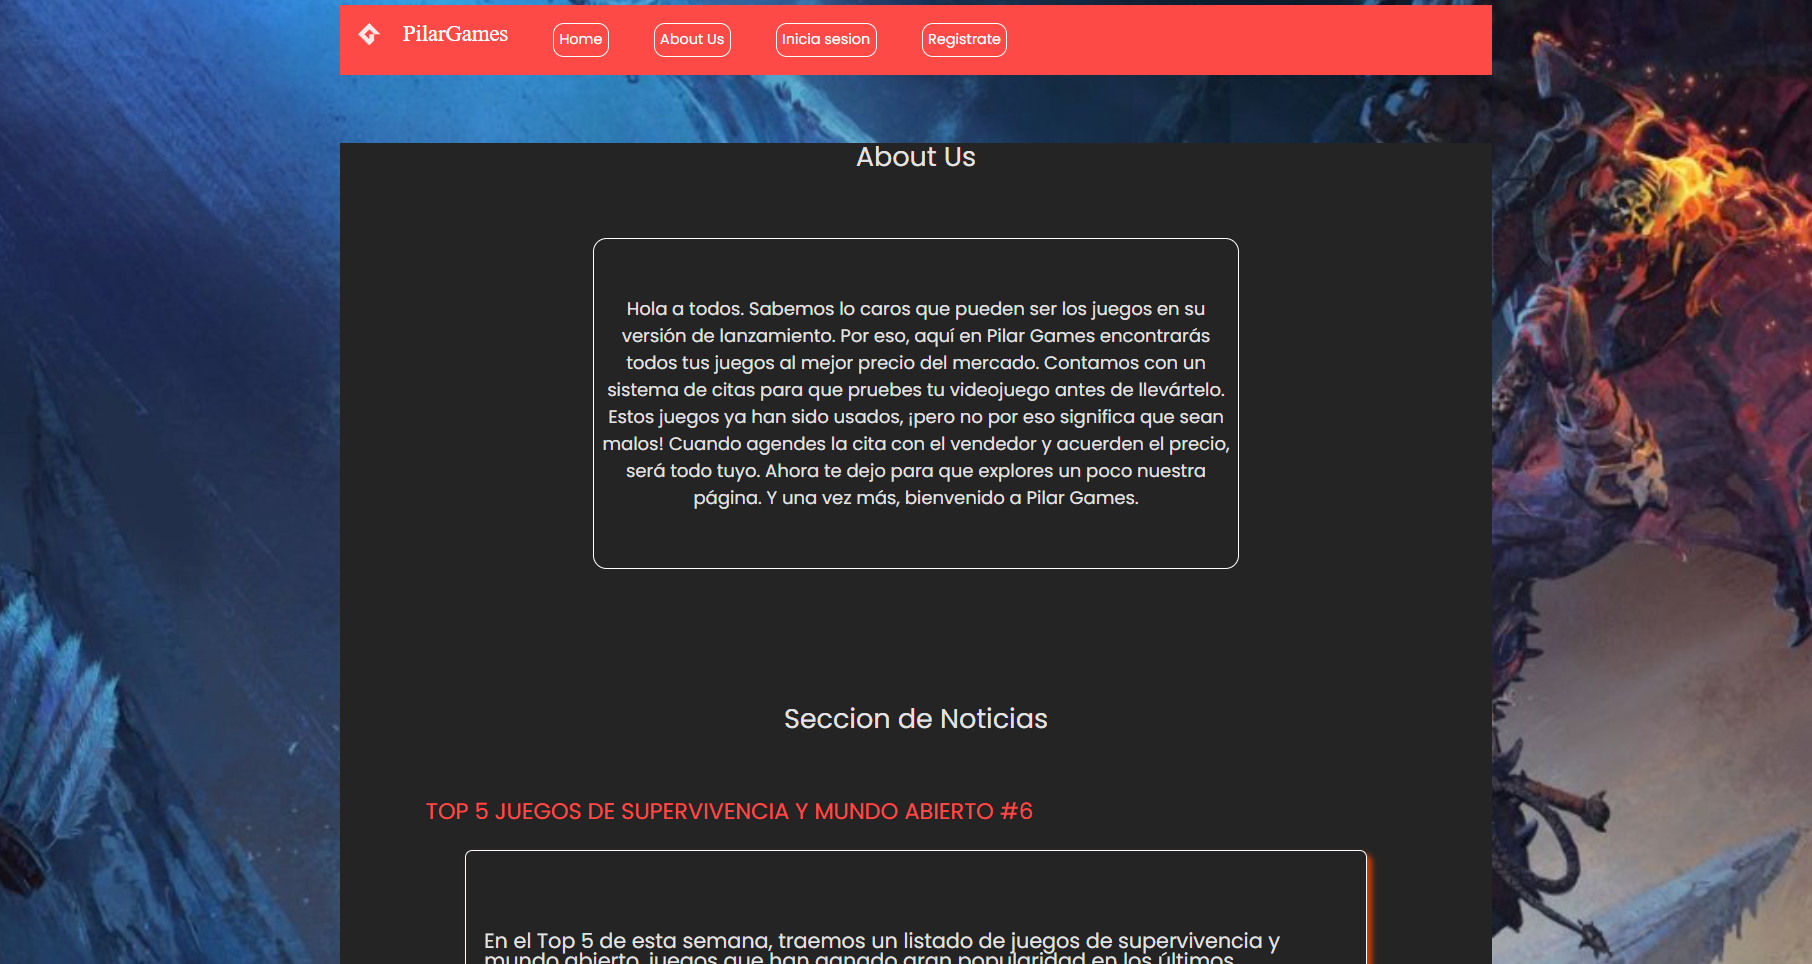 PilarGames
Home
About Us
Inicia sesion
Registrate
About Us
Hola a todos. Sabemos lo caros que pueden ser los juegos en su
versión de lanzamiento. Por eso, aquí en Pilar Games encontrarás
todos tus juegos al mejor precio del mercado. Contamos con un
sistema de citas para que pruebes tu videojuego antes de llevártelo.
Estos juegos ya han sido usados, ¡pero no por eso significa que sean
malos! Cuando agendes la cita con el vendedor y acuerden el precio,
será todo tuyo. Ahora te dejo para que explores un poco nuestra
página. Y una vez más, bienvenido a Pilar Games.
Seccion de Noticias
TOP 5 JUEGOS DE SUPERVIVENCIA Y MUNDO ABIERTO #6
En el Top 5 de esta semana, traemos un listado de juegos de supervivencia y
mundo abierto, juegos que han ganado gran popularidad en los últimos